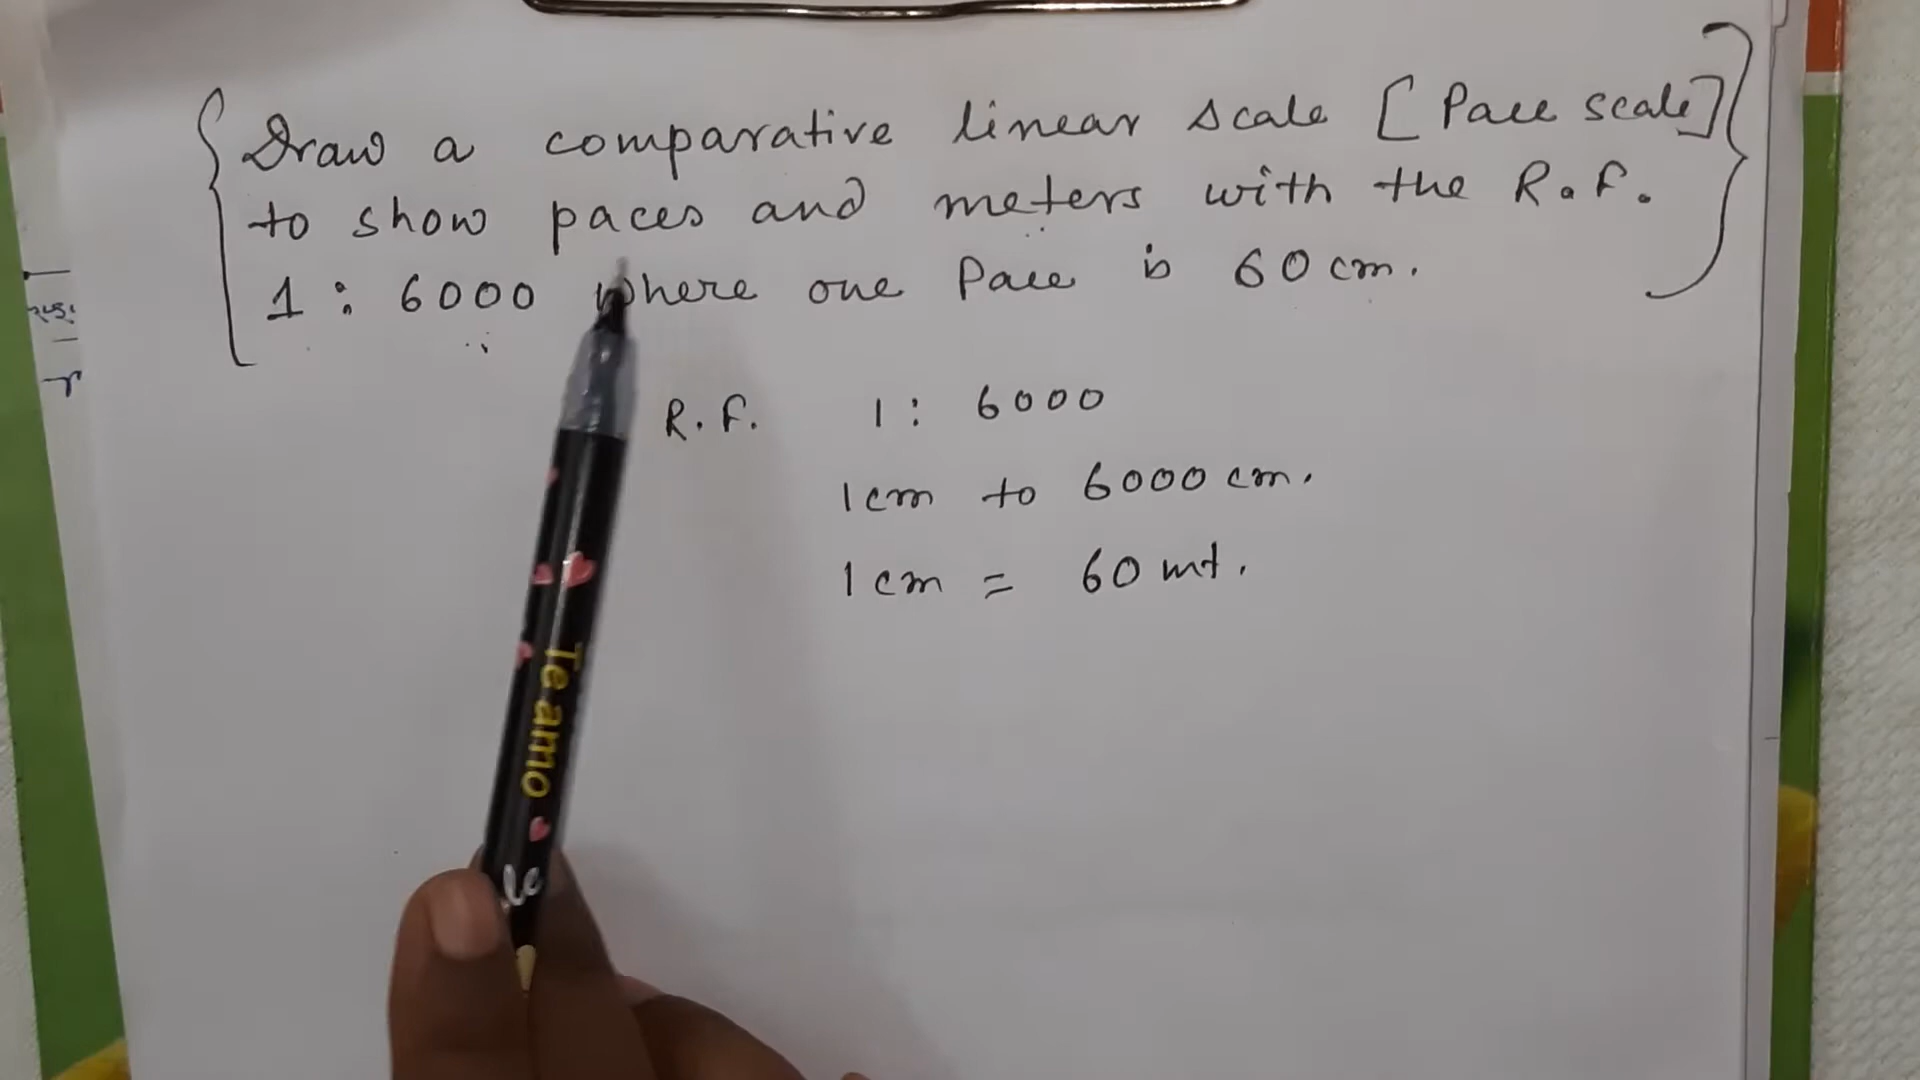 Draw a comparative linear scale [Pace scale]
to show paces and meters with the R.F.
1 : 6000 where one Pace is 60 cm.
R.F. 1 : 6000
1cm to 6000 cm.
1 cm = 60 mt.
Te amo